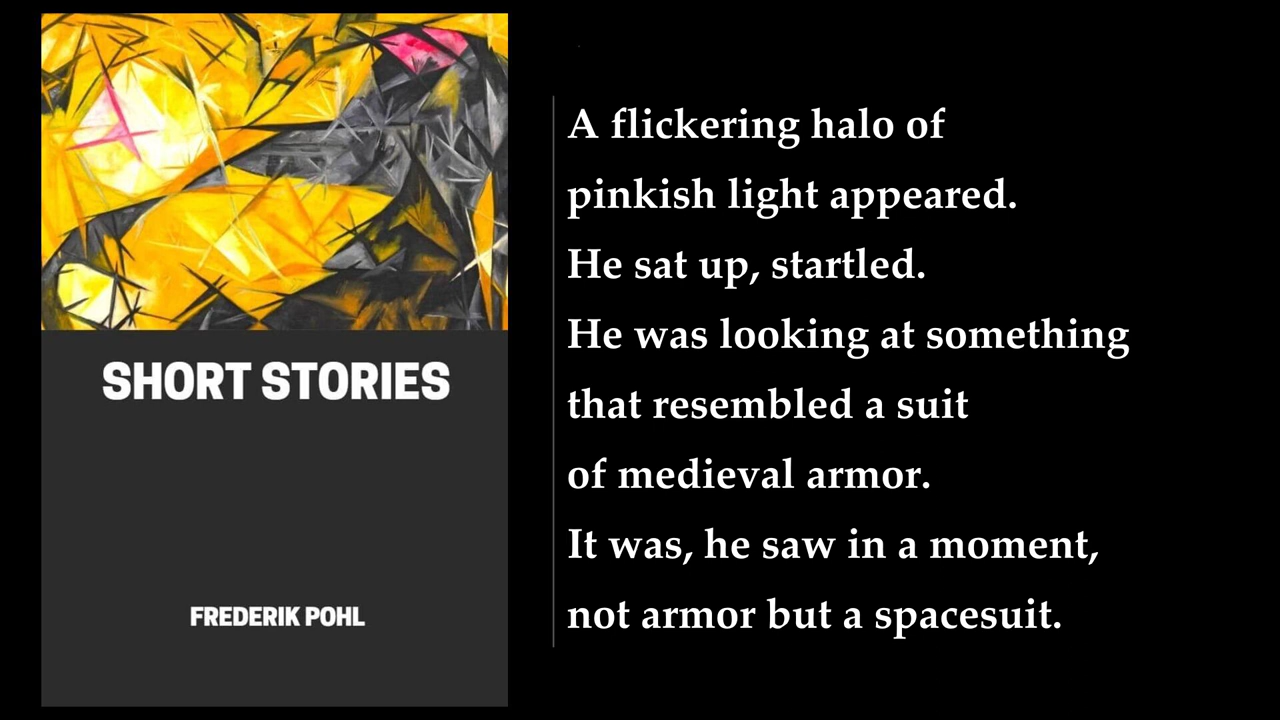 SHORT STORIES
FREDERIK POHL
A flickering halo of
pinkish light appeared.
He sat up, startled.
He was looking at something
that resembled a suit
of medieval armor.
It was, he saw in a moment,
not armor but a spacesuit.